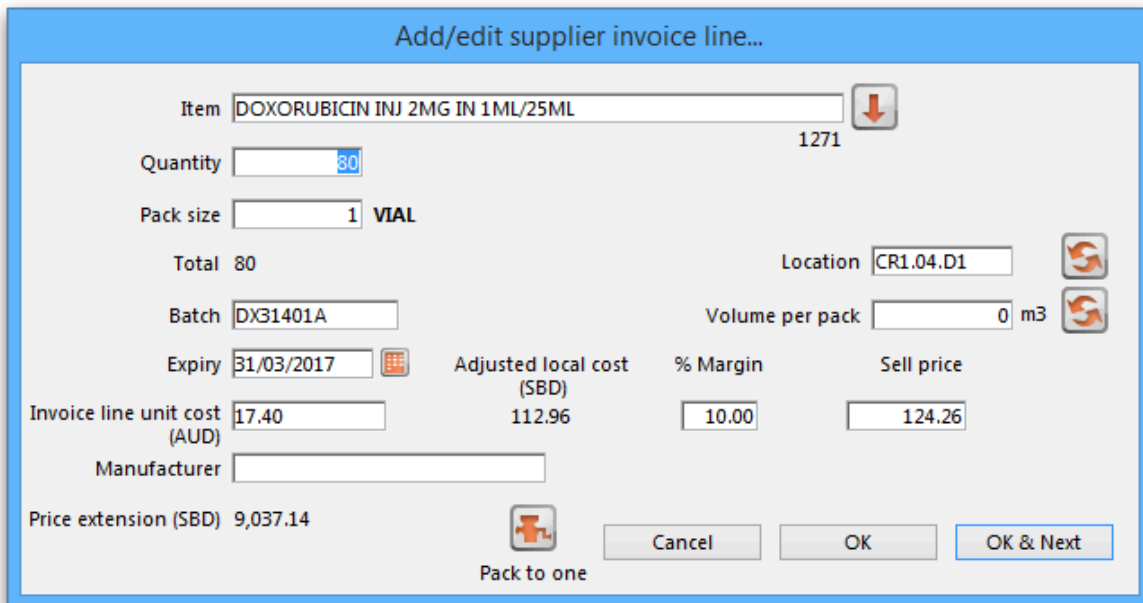 Add/edit supplier invoice line...
Item DOXORUBICIN INJ 2MG IN 1ML/25ML
1271
Quantity 80
Pack size 1 VIAL
Total 80
Location CR1.04.D1
Batch DX31401A
Volume per pack 0 m3
Expiry 31/03/2017
Adjusted local cost
(SBD)
% Margin
Sell price
Invoice line unit cost
(AUD)
17.40
112.96
10.00
124.26
Manufacturer
Price extension (SBD) 9,037.14
Pack to one
Cancel
OK
OK & Next